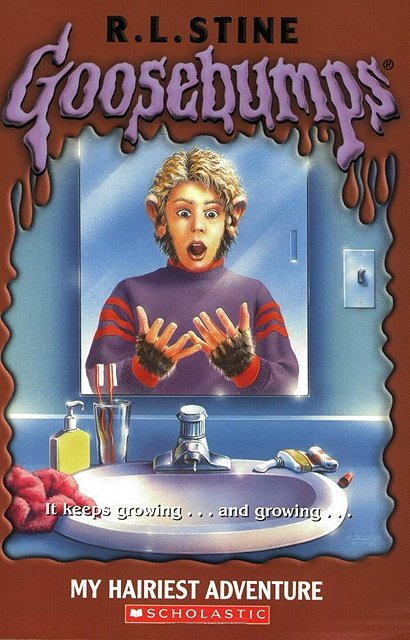 R.L.STINE
Goosebumps®
It keeps growing . . . and growing . . .
MY HAIRIEST ADVENTURE
SCHOLASTIC